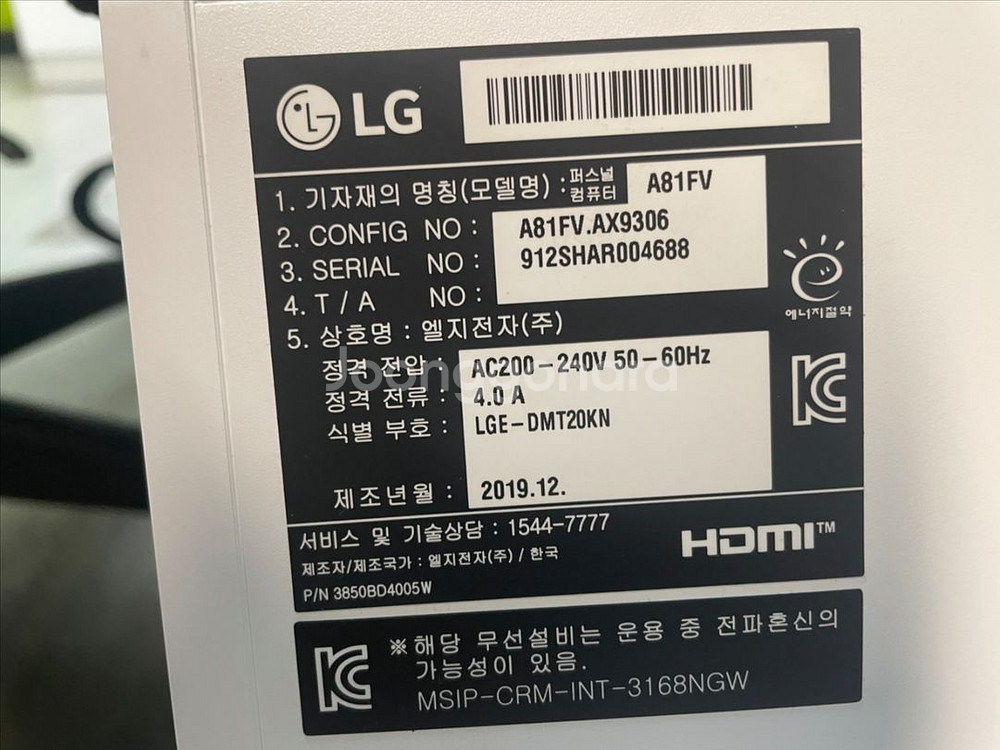 LG
1. 기자재의 명칭(모델명) : 퍼스널 컴퓨터 A81FV
2. CONFIG NO : A81FV.AX9306
3. SERIAL NO : 912SHAR004688
4. T / A NO :
5. 상호명 : 엘지전자(주)
정격 전압 : AC200-240V 50-60Hz
정격 전류 : 4.0 A
식별 부호 : LGE-DMT20KN
제조년월 : 2019.12.
에너지절약
서비스 및 기술상담 : 1544-7777
제조자/제조국가 : 엘지전자(주) / 한국
P/N 3850BD4005W
HDMI™
※해당 무선설비는 운용 중 전파혼신의
가능성이 있음.
MSIP-CRM-INT-3168NGW
Joongonara